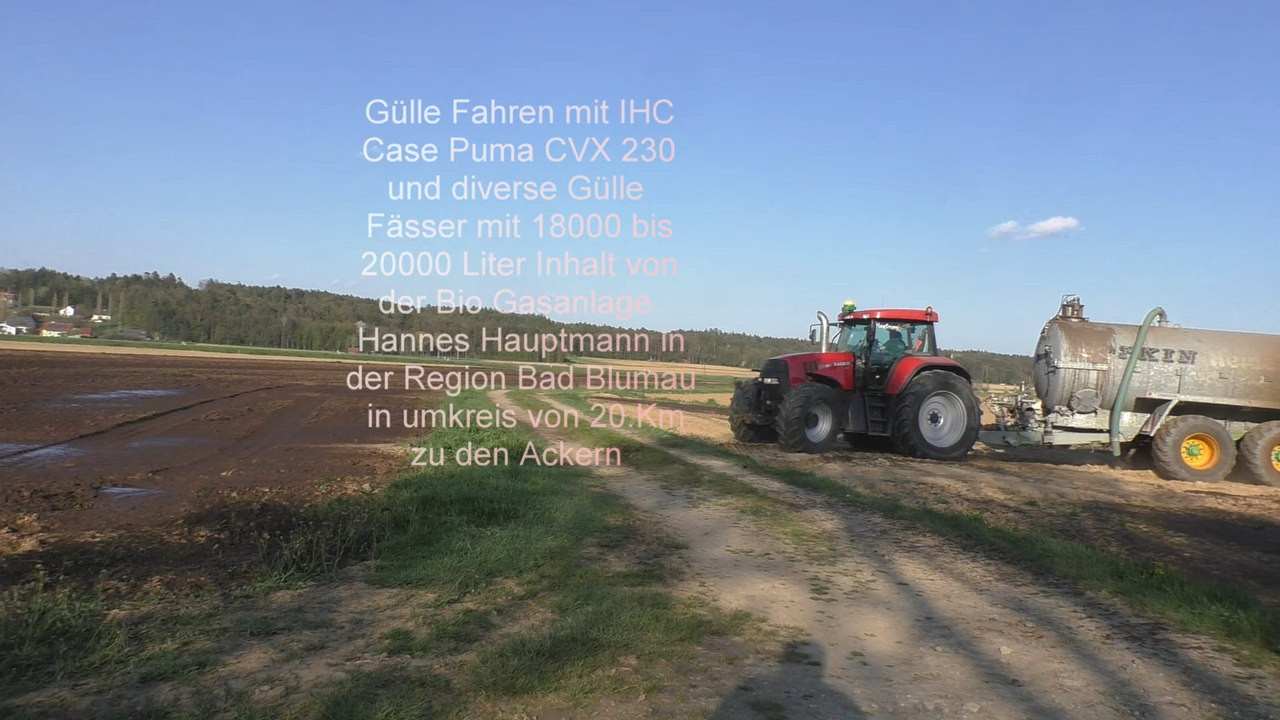 Gülle Fahren mit IHC
Case Puma CVX 230
und diverse Gülle
Fässer mit 18000 bis
20000 Liter Inhalt von
der Bio Gasanlage
Hannes Hauptmann in
der Region Bad Blumau
in umkreis von 20.Km
zu den Äckern